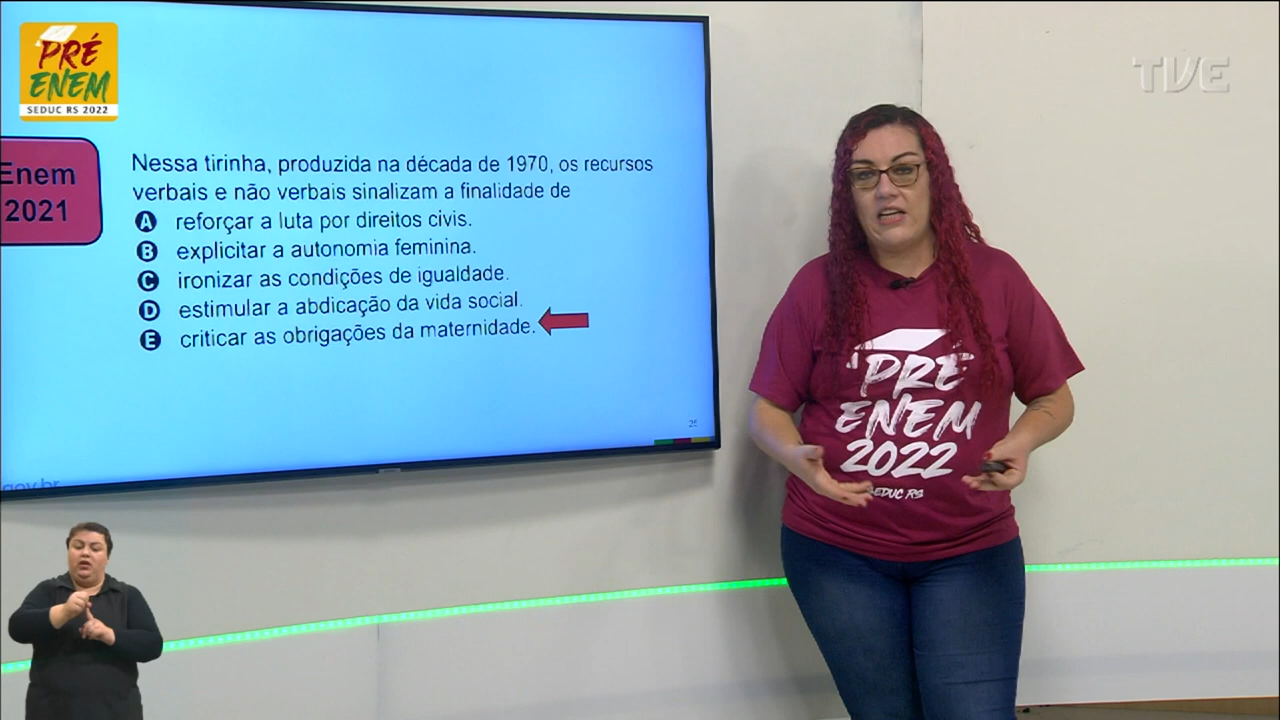 PRÉ
ENEM
SEDUC RS 2022
TVE
Enem
2021
Nessa tirinha, produzida na década de 1970, os recursos
verbais e não verbais sinalizam a finalidade de
A reforçar a luta por direitos civis.
B explicitar a autonomia feminina.
C ironizar as condições de igualdade.
D estimular a abdicação da vida social.
E criticar as obrigações da maternidade.
gov.br
PRÉ
ENEM
2022
SEDUC RS